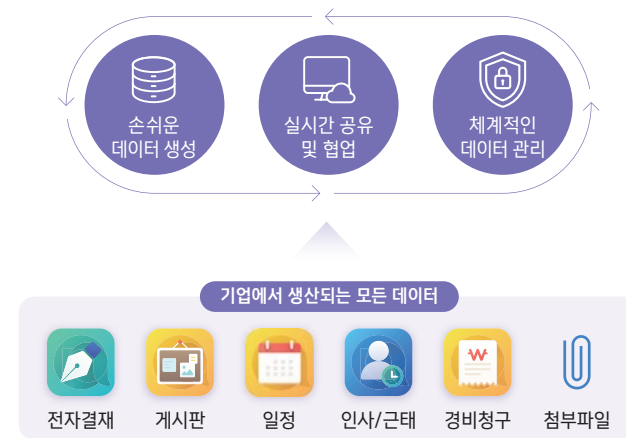 손쉬운
데이터 생성
실시간 공유
및 협업
체계적인
데이터 관리
기업에서 생산되는 모든 데이터
전자결재
게시판
일정
인사/근태
경비청구
첨부파일